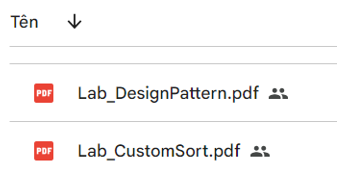 Tên
PDF Lab_DesignPattern.pdf
PDF Lab_CustomSort.pdf